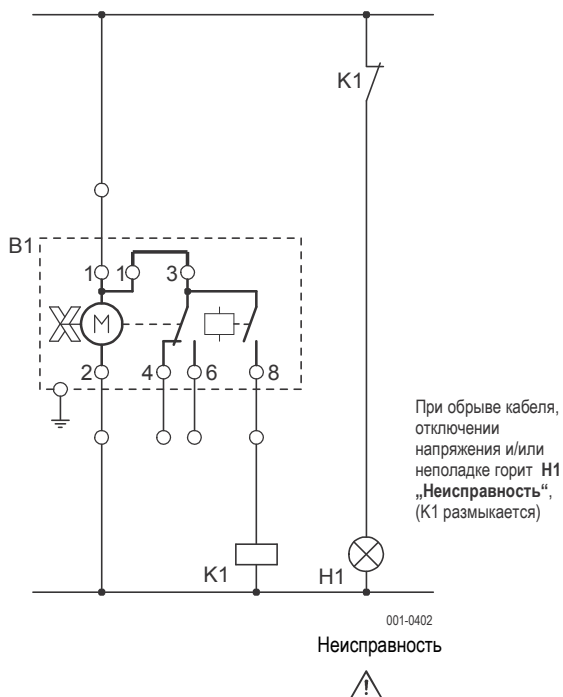 K1
B1
1 1 3
M
2 4 6 8
При обрыве кабеля,
отключении
напряжения и/или
неполадке горит H1
„Неисправность“,
(K1 размыкается)
K1
H1
001-0402
Неисправность